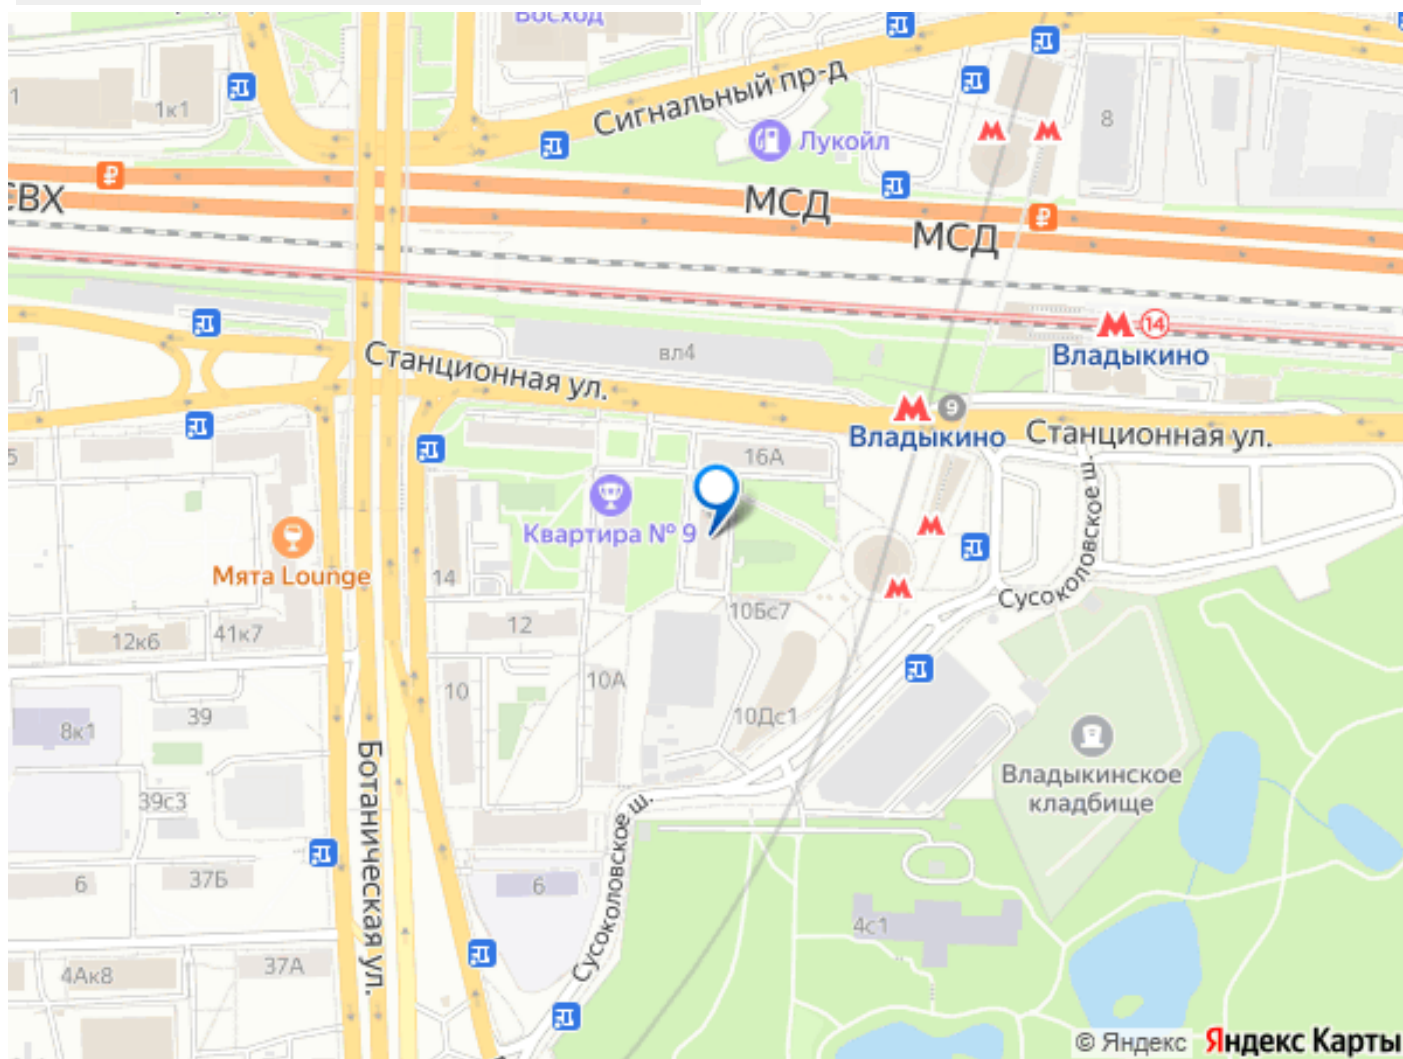 Восход
1
1к1
Сигнальный пр-д
8
Лукойл
СВХ
МСД
МСД
14
Владыкино
вл4
Станционная ул.
9
Владыкино
Станционная ул.
5
16А
Квартира № 9
Мята Lounge
14
Сусоколовское ш.
10Бс7
12
12к6
41к7
10А
10
8к1
39
10Дс1
Ботаническая ул.
Владыкинское
кладбище
39с3
Сусоколовское ш.
6
37Б
6
4с1
37А
4Ак8
© Яндекс Яндекс Карты